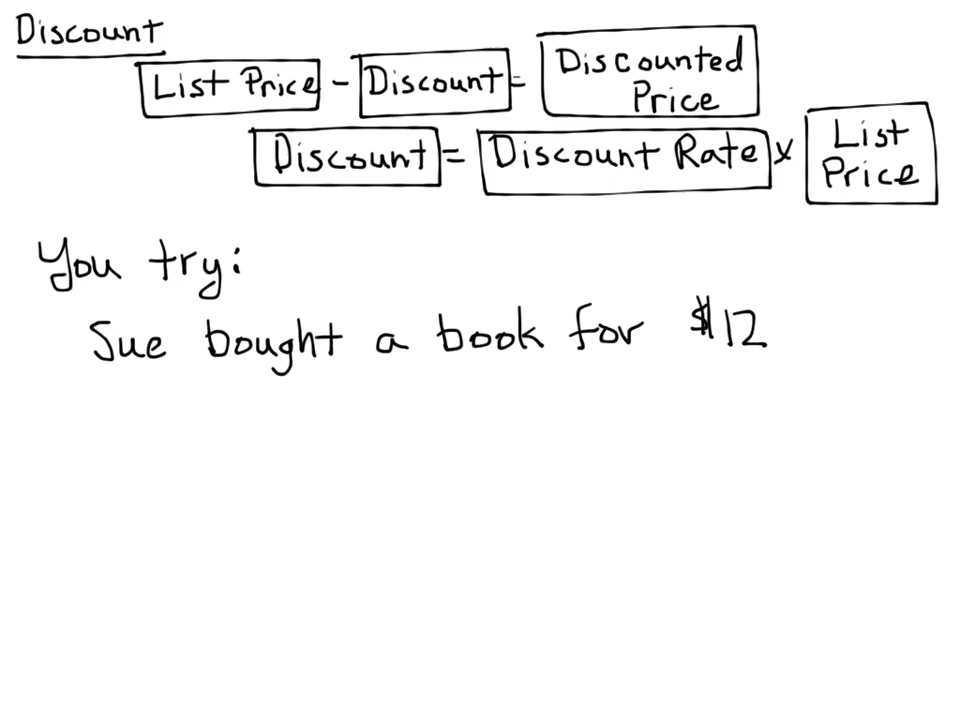 Discount
List Price - Discount = Discounted Price
Discount = Discount Rate x List Price
You try:
Sue bought a book for $12